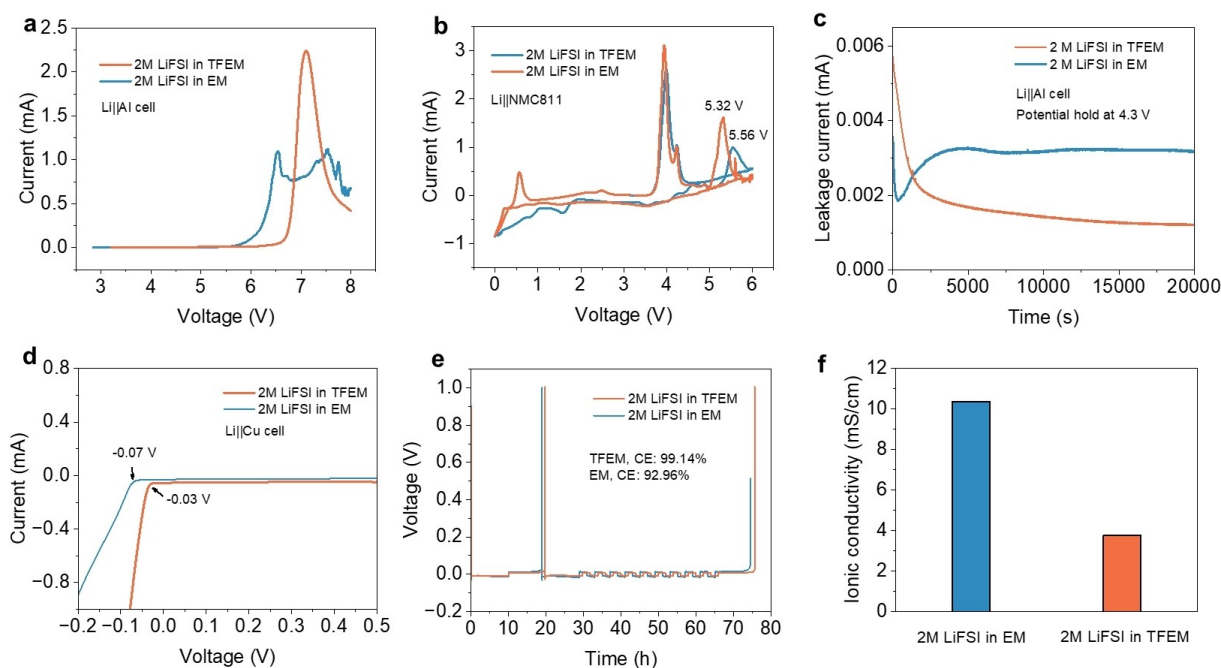 a
2.5
2.0
1.5
1.0
0.5
0.0
Current (mA)
2M LiFSI in TFEM
2M LiFSI in EM
Li||Al cell
3 4 5 6 7 8
Voltage (V)
b
3
2
1
0
−1
Current (mA)
2M LiFSI in TFEM
2M LiFSI in EM
Li||NMC811
5.32 V
5.56 V
0 1 2 3 4 5 6
Voltage (V)
c
0.006
0.004
0.002
0.000
Leakage current (mA)
2 M LiFSI in TFEM
2 M LiFSI in EM
Li||Al cell
Potential hold at 4.3 V
0 5000 10000 15000 20000
Time (s)
d
0.8
0.4
0.0
−0.4
−0.8
Current (mA)
2M LiFSI in TFEM
2M LiFSI in EM
Li||Cu cell
-0.07 V
-0.03 V
−0.2 −0.1 0.0 0.1 0.2 0.3 0.4 0.5
Voltage (V)
e
1.0
0.8
0.6
0.4
0.2
0.0
−0.2
Voltage (V)
2M LiFSI in TFEM
2M LiFSI in EM
TFEM, CE: 99.14%
EM, CE: 92.96%
0 10 20 30 40 50 60 70 80
Time (h)
f
12
10
8
6
4
2
0
Ionic conductivity (mS/cm)
2M LiFSI in EM
2M LiFSI in TFEM